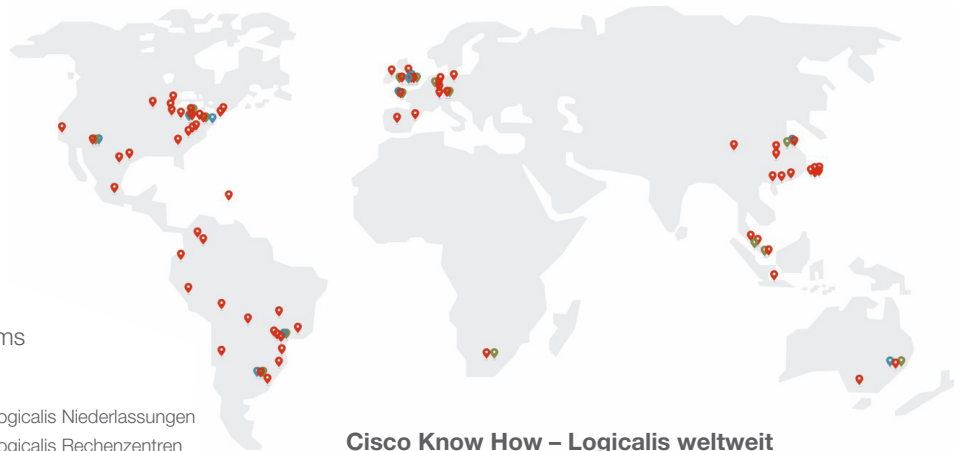 ms
ogicalis Niederlassungen
ogicalis Rechenzentren
Cisco Know How – Logicalis weltweit